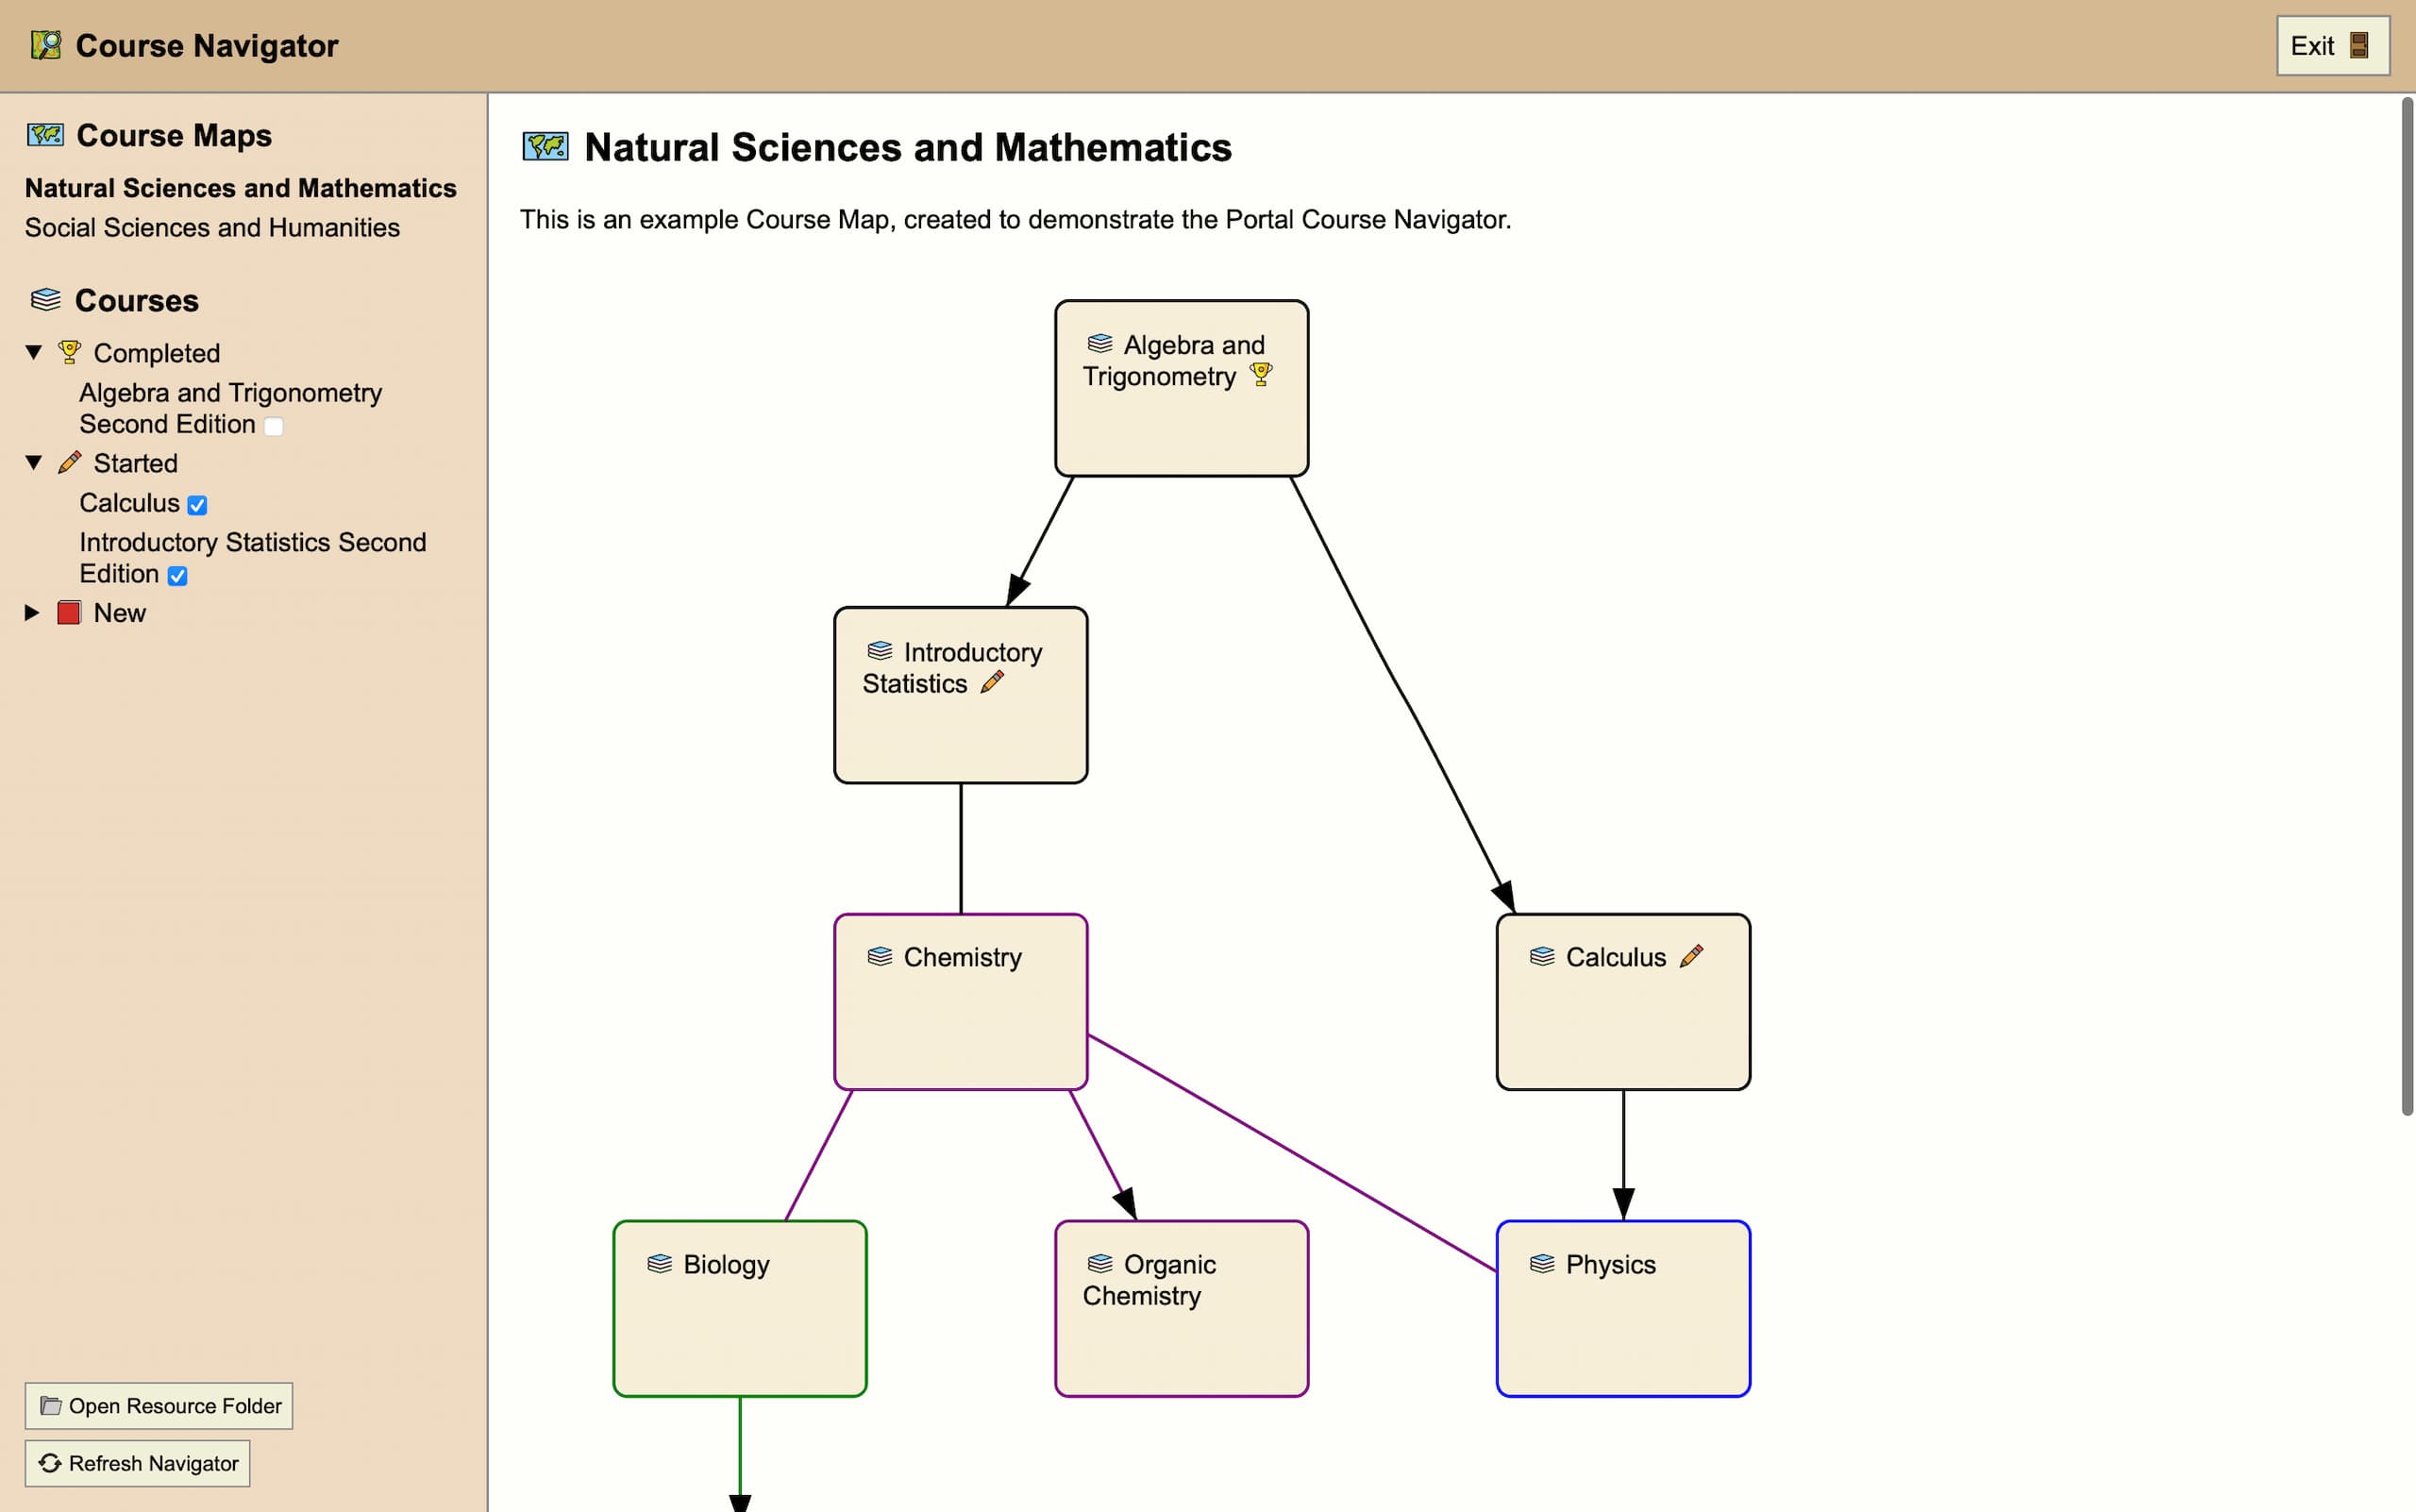 Course Navigator
Exit
Course Maps
Natural Sciences and Mathematics
Social Sciences and Humanities
Courses
Completed
Algebra and Trigonometry
Second Edition
Started
Calculus
Introductory Statistics Second
Edition
New
Open Resource Folder
Refresh Navigator
Natural Sciences and Mathematics
This is an example Course Map, created to demonstrate the Portal Course Navigator.
Algebra and
Trigonometry
Introductory
Statistics
Chemistry
Calculus
Biology
Organic
Chemistry
Physics